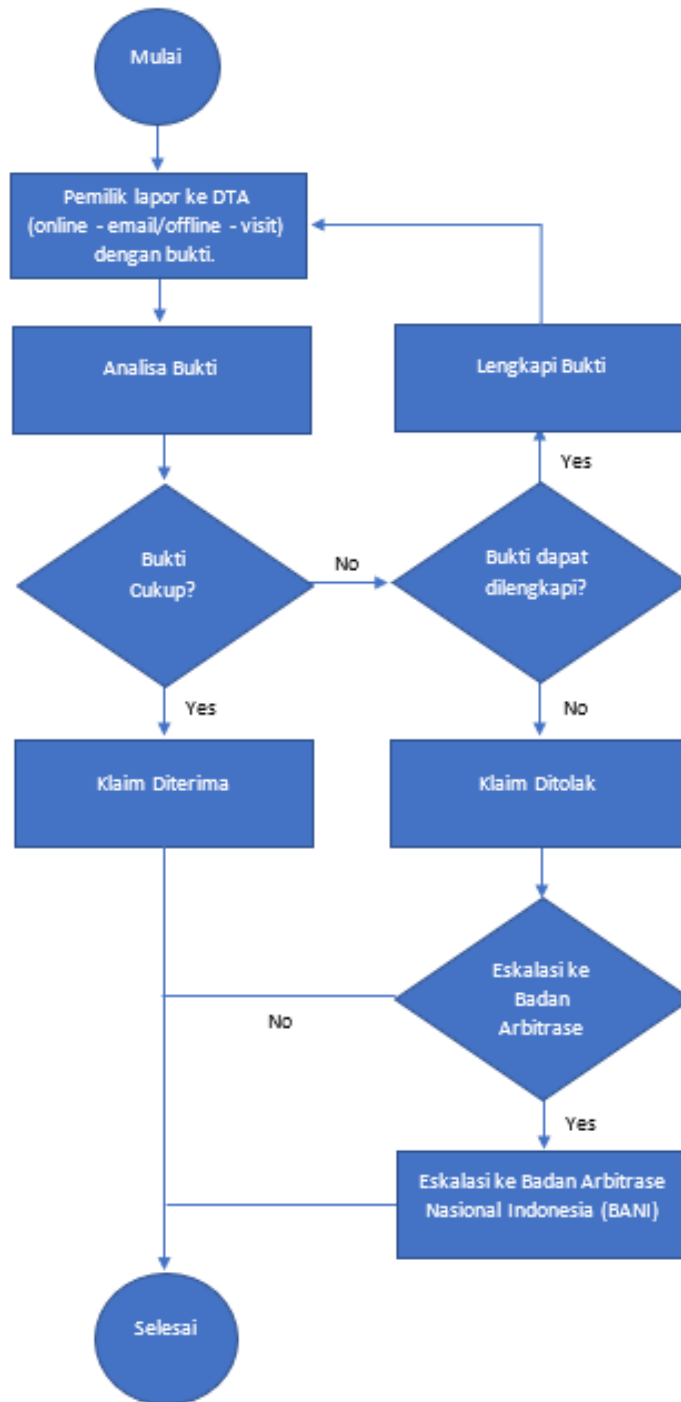 Mulai
Pemilik lapor ke DTA
(online - email/offline - visit)
dengan bukti.
Analisa Bukti
Lengkapi Bukti
Yes
Bukti
Cukup?
No
Bukti dapat
dilengkapi?
Yes
No
Klaim Diterima
Klaim Ditolak
Eskalasi ke
Badan
Arbitrase
No
Yes
Eskalasi ke Badan Arbitrase
Nasional Indonesia (BANI)
Selesai